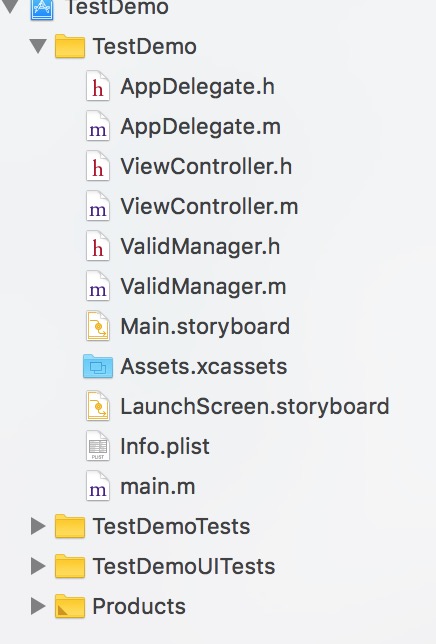 TestDemo
TestDemo
h AppDelegate.h
m AppDelegate.m
h ViewController.h
m ViewController.m
h ValidManager.h
m ValidManager.m
Main.storyboard
Assets.xcassets
LaunchScreen.storyboard
PLIST Info.plist
m main.m
TestDemoTests
TestDemoUITests
Products